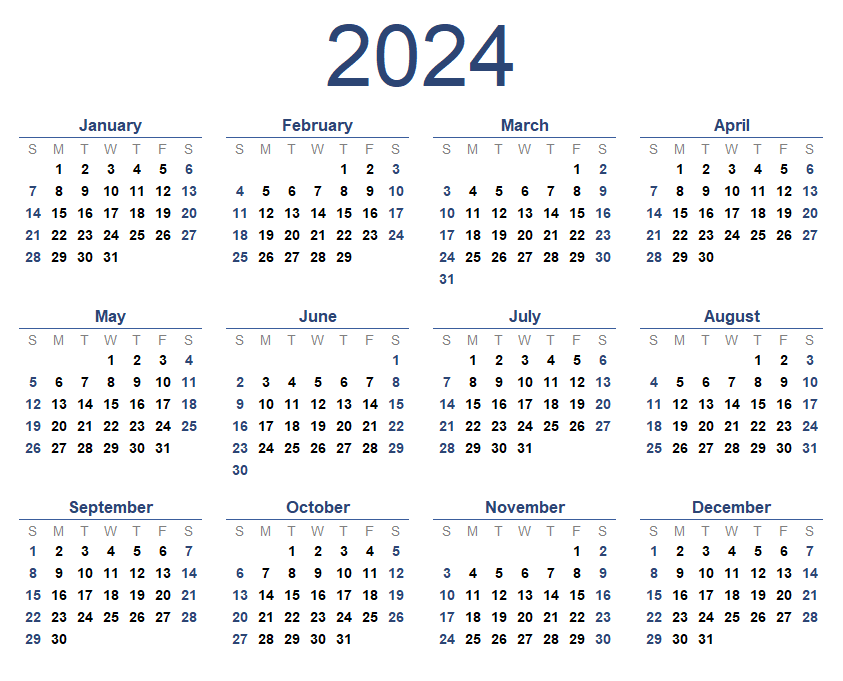 2024
January February March April
S M T W T F S S M T W T F S S M T W T F S S M T W T F S
1 2 3 4 5 6 1 2 3 1 2 1 2 3 4 5 6
7 8 9 10 11 12 13 4 5 6 7 8 9 10 3 4 5 6 7 8 9 7 8 9 10 11 12 13
14 15 16 17 18 19 20 11 12 13 14 15 16 17 10 11 12 13 14 15 16 14 15 16 17 18 19 20
21 22 23 24 25 26 27 18 19 20 21 22 23 24 17 18 19 20 21 22 23 21 22 23 24 25 26 27
28 29 30 31 25 26 27 28 29 24 25 26 27 28 29 30 28 29 30
31
May June July August
S M T W T F S S M T W T F S S M T W T F S S M T W T F S
1 2 3 4 1 1 2 3 4 5 6 1 2 3
5 6 7 8 9 10 11 2 3 4 5 6 7 8 7 8 9 10 11 12 13 4 5 6 7 8 9 10
12 13 14 15 16 17 18 9 10 11 12 13 14 15 14 15 16 17 18 19 20 11 12 13 14 15 16 17
19 20 21 22 23 24 25 16 17 18 19 20 21 22 21 22 23 24 25 26 27 18 19 20 21 22 23 24
26 27 28 29 30 31 23 24 25 26 27 28 29 28 29 30 31 25 26 27 28 29 30 31
30
September October November December
S M T W T F S S M T W T F S S M T W T F S S M T W T F S
1 2 3 4 5 6 7 1 2 3 4 5 1 2 1 2 3 4 5 6 7
8 9 10 11 12 13 14 6 7 8 9 10 11 12 3 4 5 6 7 8 9 8 9 10 11 12 13 14
15 16 17 18 19 20 21 13 14 15 16 17 18 19 10 11 12 13 14 15 16 15 16 17 18 19 20 21
22 23 24 25 26 27 28 20 21 22 23 24 25 26 17 18 19 20 21 22 23 22 23 24 25 26 27 28
29 30 27 28 29 30 31 24 25 26 27 28 29 30 29 30 31